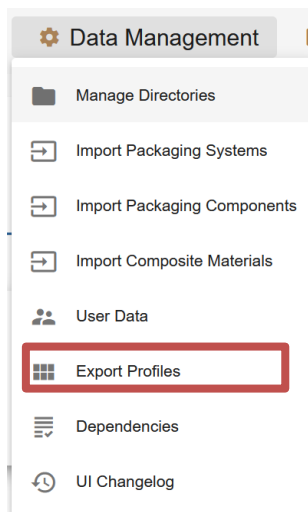 Data Management
Manage Directories
Import Packaging Systems
Import Packaging Components
Import Composite Materials
User Data
Export Profiles
Dependencies
UI Changelog